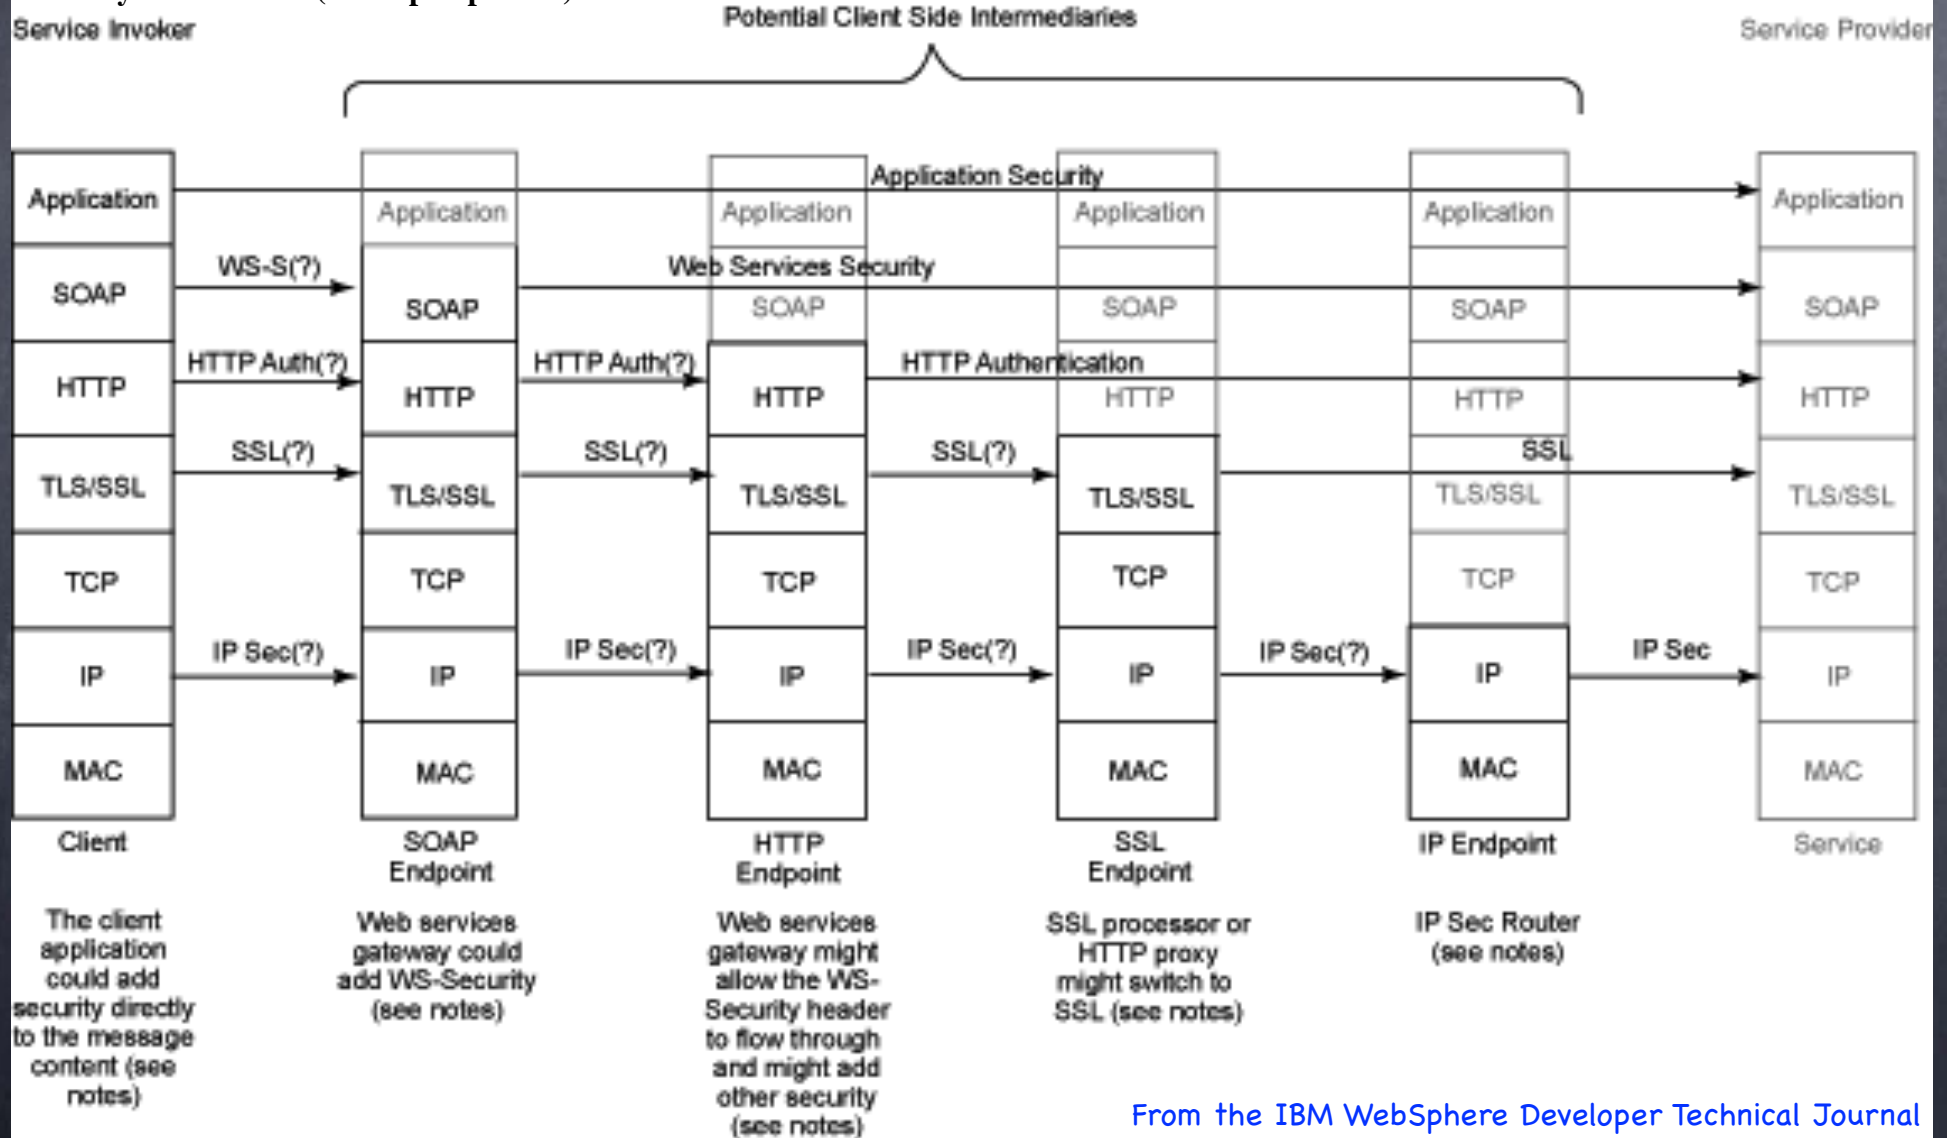 Service Invoker
Potential Client Side Intermediaries
Service Provider
Application Security
Application
Application
Application
Application
Application
Application
WS-S(?)
Web Services Security
SOAP
SOAP
SOAP
SOAP
SOAP
SOAP
HTTP Auth(?)
HTTP Auth(?)
HTTP Authentication
HTTP
HTTP
HTTP
HTTP
HTTP
HTTP
SSL(?)
SSL(?)
SSL(?)
SSL
TLS/SSL
TLS/SSL
TLS/SSL
TLS/SSL
TLS/SSL
TLS/SSL
TCP
TCP
TCP
TCP
TCP
TCP
IP Sec(?)
IP Sec(?)
IP Sec(?)
IP Sec(?)
IP Sec
IP
IP
IP
IP
IP
IP
MAC
MAC
MAC
MAC
MAC
MAC
Client
SOAP
Endpoint
HTTP
Endpoint
SSL
Endpoint
IP Endpoint
Service
The client
application
could add
security directly
to the message
content (see
notes)
Web services
gateway could
add WS-Security
(see notes)
Web services
gateway might
allow the WS-
Security header
to flow through
and might add
other security
(see notes)
SSL processor or
HTTP proxy
might switch to
SSL (see notes)
IP Sec Router
(see notes)
From the IBM WebSphere Developer Technical Journal